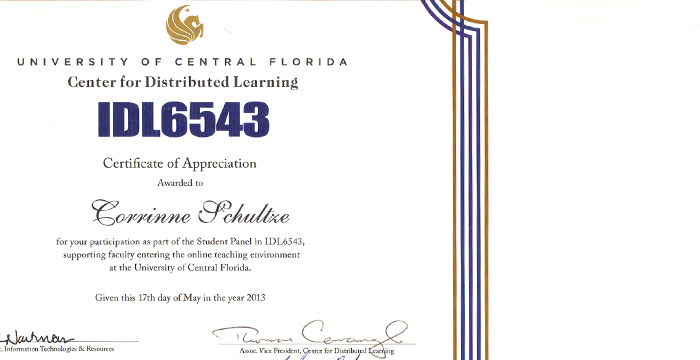 UNIVERSITY OF CENTRAL FLORIDA
Center for Distributed Learning
IDL6543
Certificate of Appreciation
Awarded to
Corrinne Schultze
for your participation as part of the Student Panel in IDL6543,
supporting faculty entering the online teaching environment
at the University of Central Florida.
Given this 17th day of May in the year 2013
, Information Technologies & Resources
Assoc. Vice President, Center for Distributed Learning